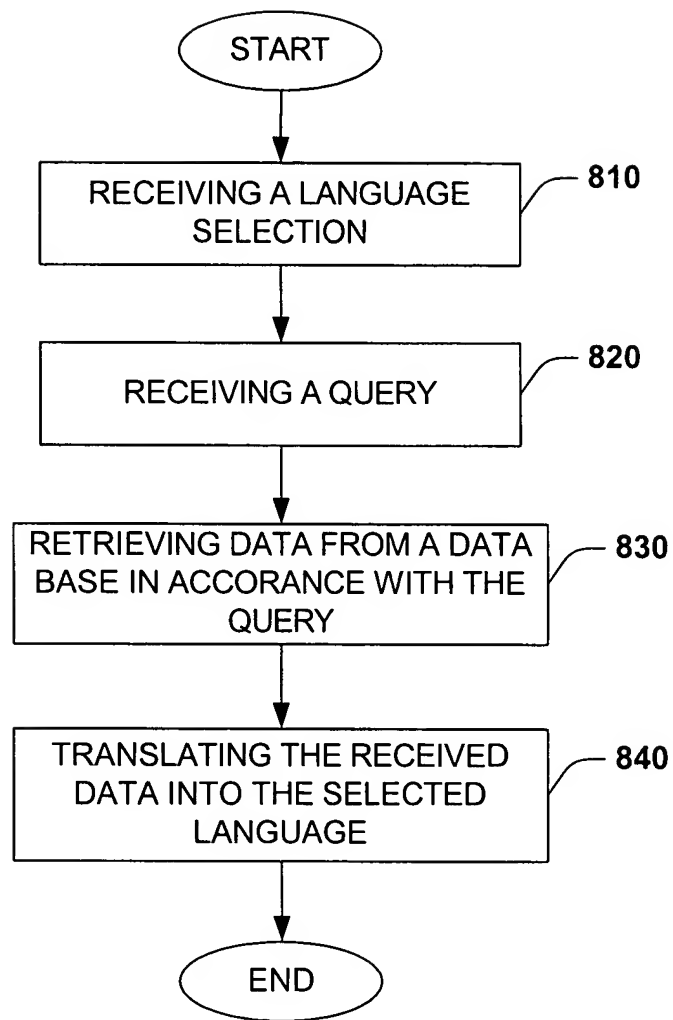 START
RECEIVING A LANGUAGE
SELECTION
810
RECEIVING A QUERY
820
RETRIEVING DATA FROM A DATA
BASE IN ACCORANCE WITH THE
QUERY
830
TRANSLATING THE RECEIVED
DATA INTO THE SELECTED
LANGUAGE
840
END